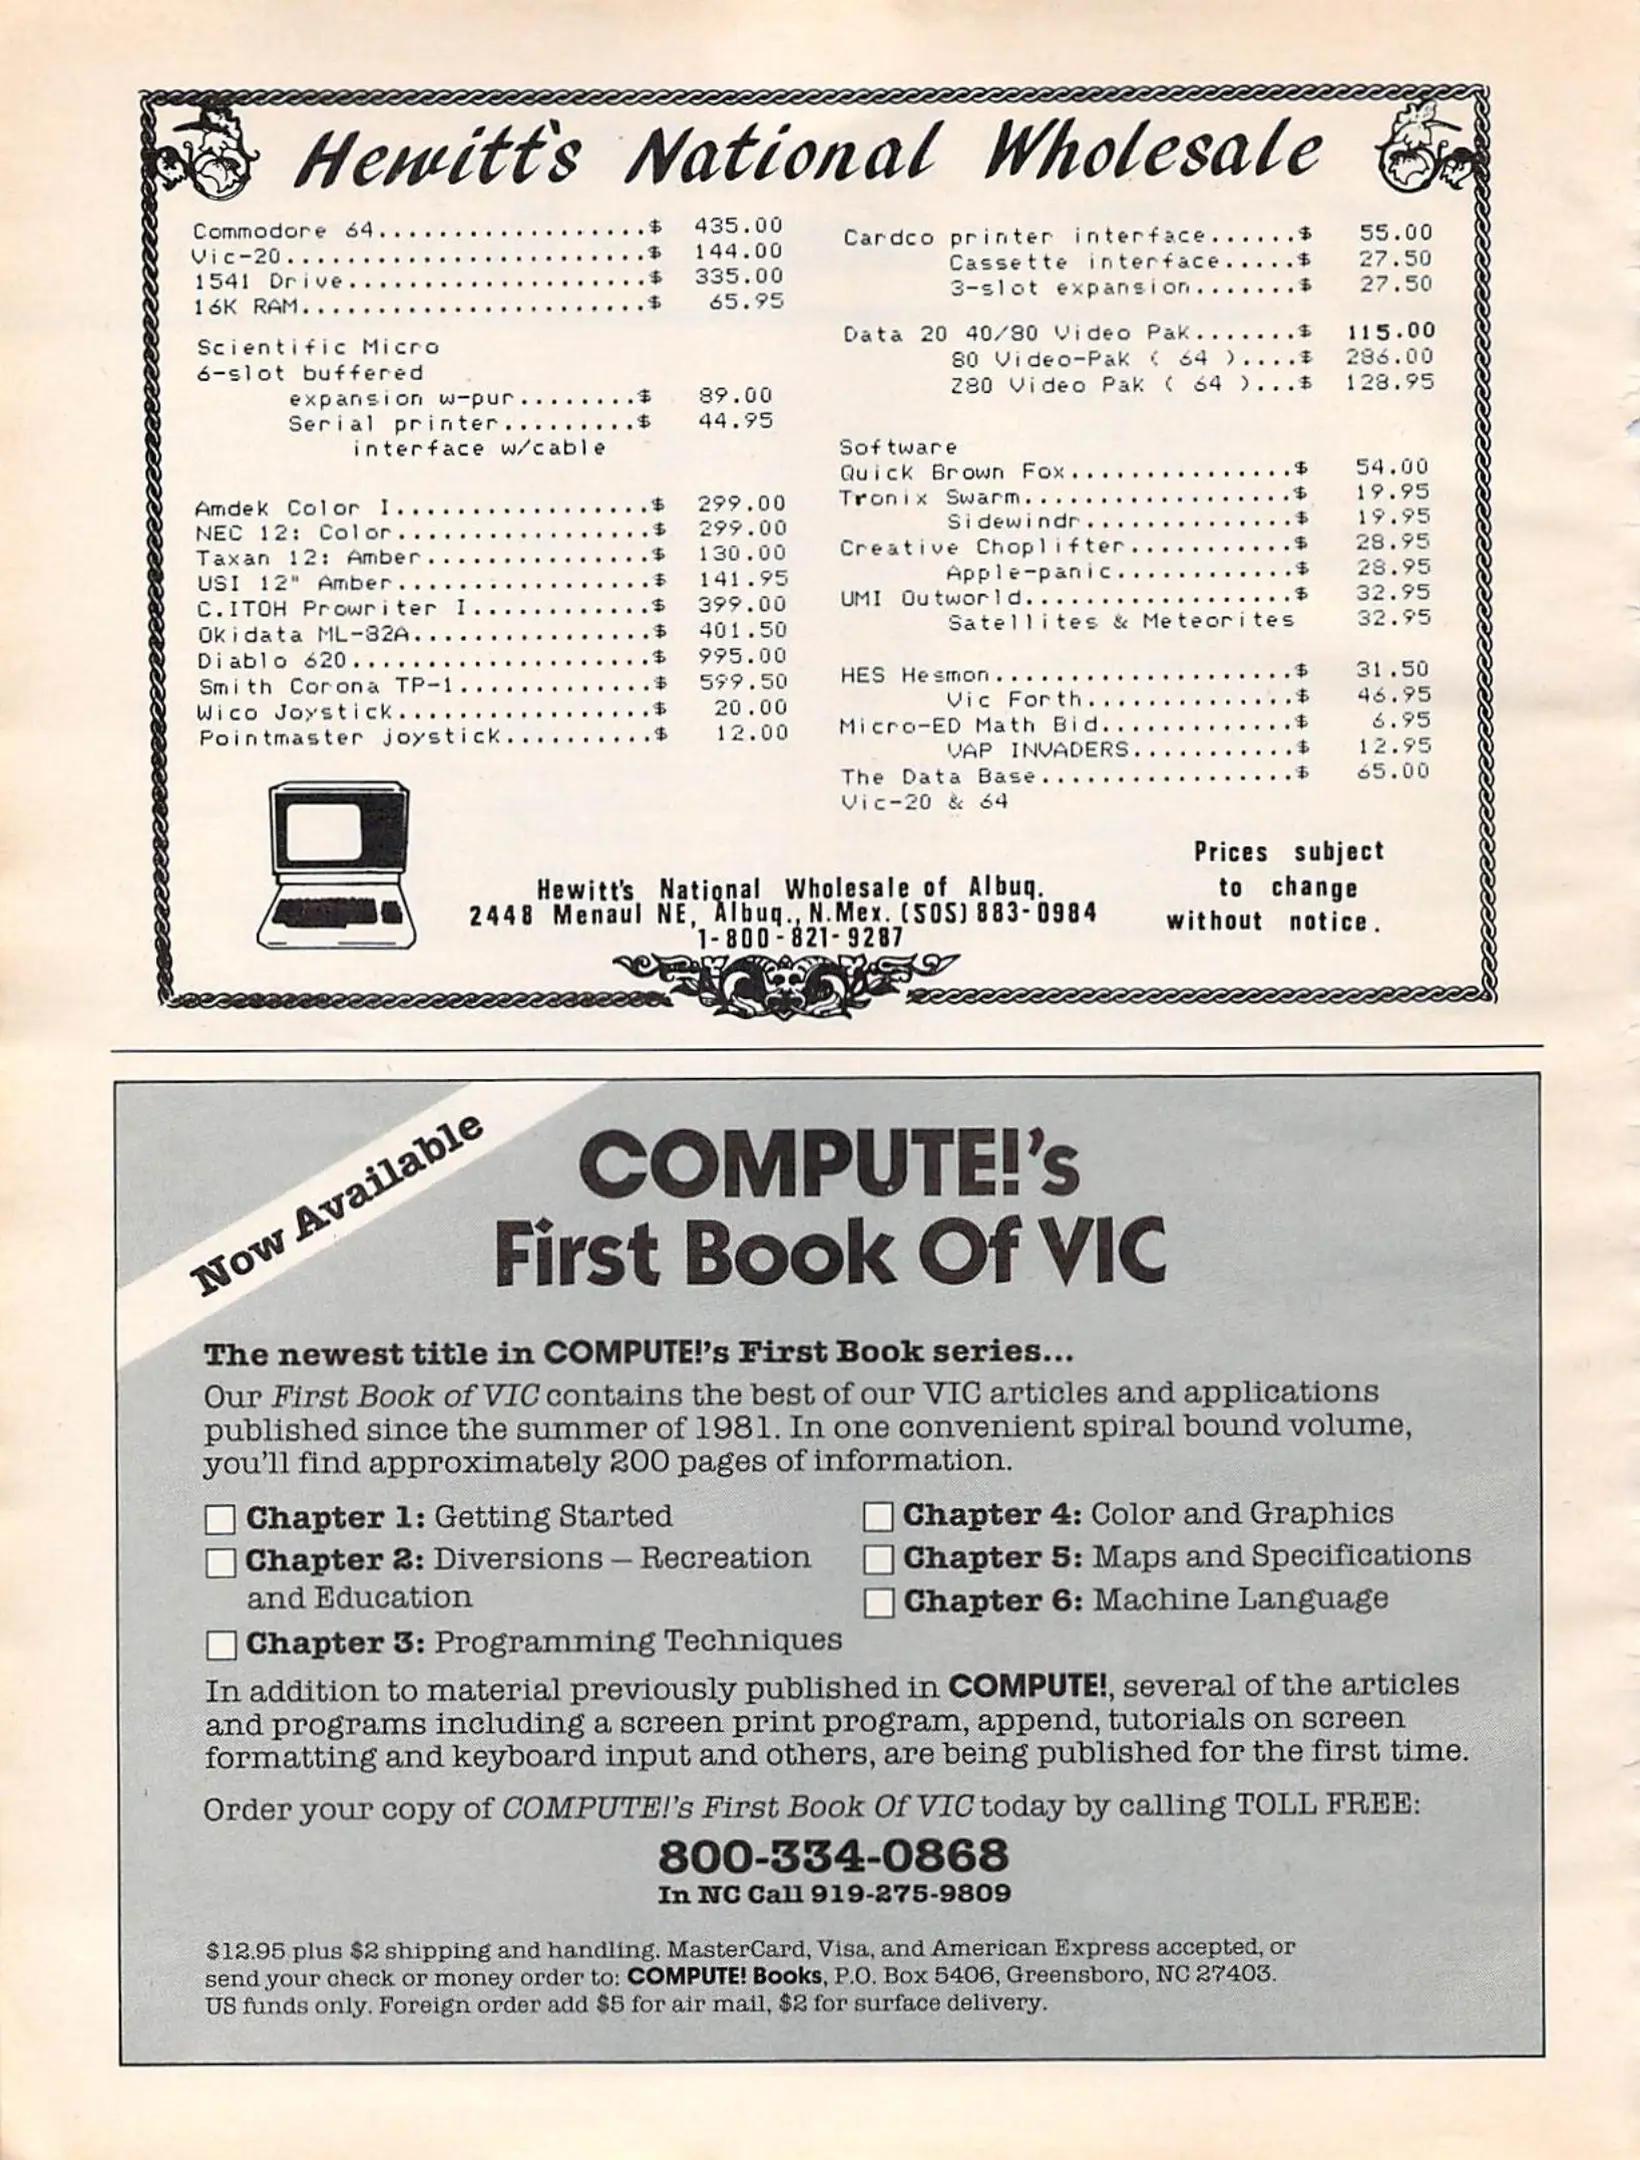 Hewitt's National Wholesale
Commodore 64..................$ 435.00
Vic-20........................$ 144.00
1541 Drive....................$ 335.00
16K RAM.......................$ 65.95
Scientific Micro
6-slot buffered
expansion w-pur........$ 89.00
Serial printer.........$ 44.95
interface w/cable
Amdek Color I.................$ 299.00
NEC 12: Color.................$ 299.00
Taxan 12: Amber...............$ 130.00
USI 12" Amber.................$ 141.95
C.ITOH Prowriter I............$ 399.00
Okidata ML-82A................$ 401.50
Diablo 620....................$ 995.00
Smith Corona TP-1.............$ 599.50
Wico Joystick.................$ 20.00
Pointmaster joystick..........$ 12.00
Cardco printer interface......$ 55.00
Cassette interface.....$ 27.50
3-slot expansion.......$ 27.50
Data 20 40/80 Video Pak.......$ 115.00
80 Video-Pak ( 64 )....$ 286.00
Z80 Video Pak ( 64 )...$ 128.95
Software
Quick Brown Fox...............$ 54.00
Tronix Swarm..................$ 19.95
Sidewindr..............$ 19.95
Creative Choplifter...........$ 28.95
Apple-panic............$ 28.95
UMI Outworld..................$ 32.95
Satellites & Meteorites 32.95
HES Hesmon....................$ 31.50
Vic Forth..............$ 46.95
Micro-ED Math Bid.............$ 6.95
VAP INVADERS...........$ 12.95
The Data Base.................$ 65.00
Vic-20 & 64
Hewitt's National Wholesale of Albuq.
2448 Menaul NE, Albuq., N.Mex. (505) 883-0984
1-800-821-9287
Prices subject
to change
without notice.
Now Available
COMPUTE!'s
First Book Of VIC
The newest title in COMPUTE!'s First Book series...
Our First Book of VIC contains the best of our VIC articles and applications
published since the summer of 1981. In one convenient spiral bound volume,
you'll find approximately 200 pages of information.
Chapter 1: Getting Started
Chapter 2: Diversions – Recreation
and Education
Chapter 3: Programming Techniques
Chapter 4: Color and Graphics
Chapter 5: Maps and Specifications
Chapter 6: Machine Language
In addition to material previously published in COMPUTE!, several of the articles
and programs including a screen print program, append, tutorials on screen
formatting and keyboard input and others, are being published for the first time.
Order your copy of COMPUTE!'s First Book Of VIC today by calling TOLL FREE:
800-334-0868
In NC Call 919-275-9809
$12.95 plus $2 shipping and handling. MasterCard, Visa, and American Express accepted, or
send your check or money order to: COMPUTE! Books, P.O. Box 5406, Greensboro, NC 27403.
US funds only. Foreign order add $5 for air mail, $2 for surface delivery.